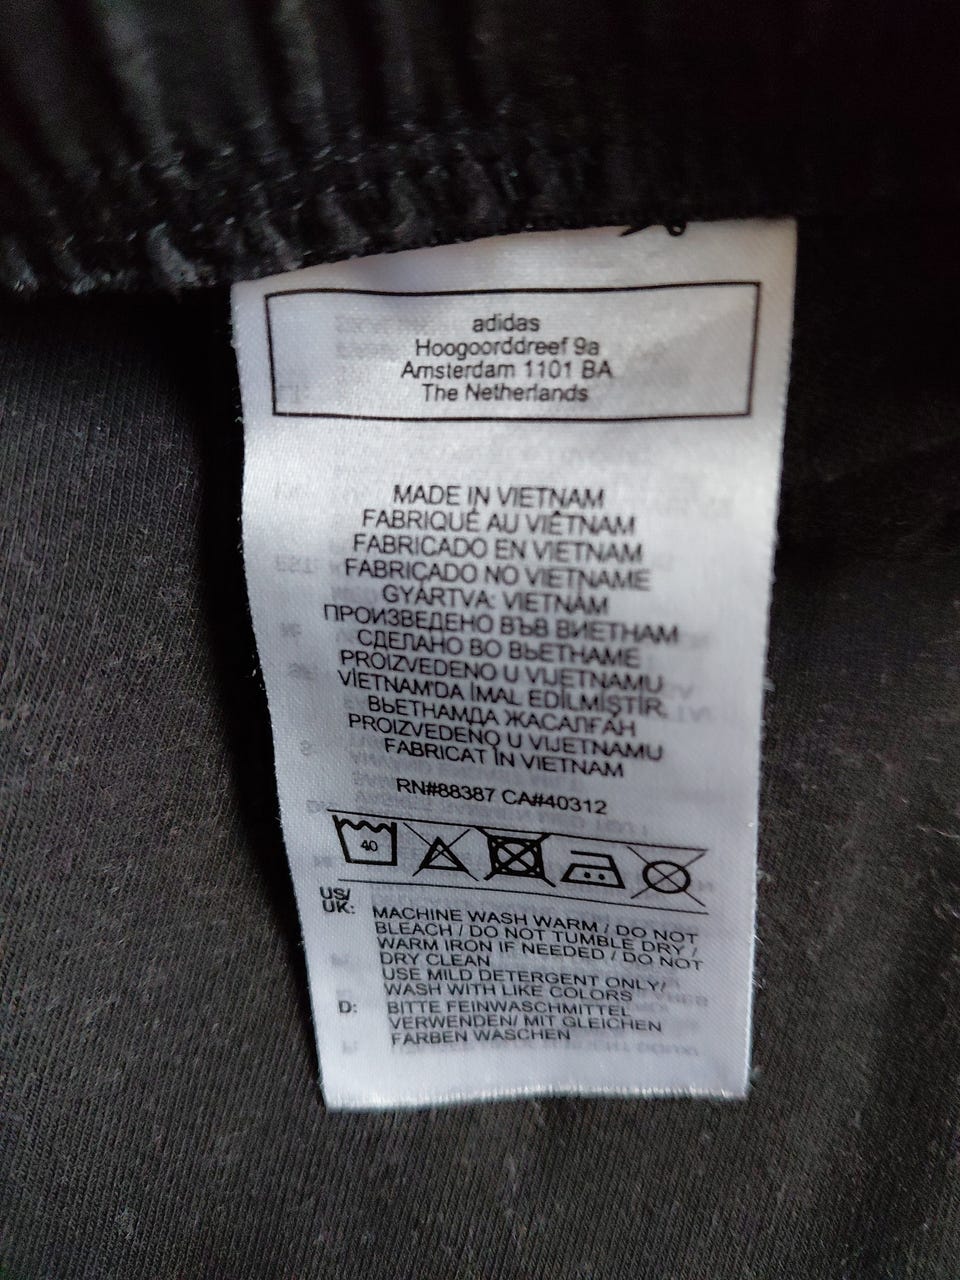 adidas
Hoogoorddreef 9a
Amsterdam 1101 BA
The Netherlands
MADE IN VIETNAM
FABRIQUÉ AU VIÊTNAM
FABRICADO EN VIETNAM
FABRICADO NO VIETNAME
GYÁRTVA: VIETNÁM
ПРОИЗВЕДЕНО ВЪВ ВИЕТНАМ
СДЕЛАНО ВО ВЬЕТНАМЕ
PROIZVEDENO U VIJETNAMU
VİETNAM'DA İMAL EDİLMİŞTİR.
ВЬЕТНАМДА ЖАСАЛҒАН
PROIZVEDENO U VIJETNAMU
FABRICAT ÎN VIETNAM
RN#88387 CA#40312
40
US/
UK:
MACHINE WASH WARM / DO NOT
BLEACH / DO NOT TUMBLE DRY /
WARM IRON IF NEEDED / DO NOT
DRY CLEAN
USE MILD DETERGENT ONLY/
WASH WITH LIKE COLORS
D:
BITTE FEINWASCHMITTEL
VERWENDEN/ MIT GLEICHEN
FARBEN WASCHEN